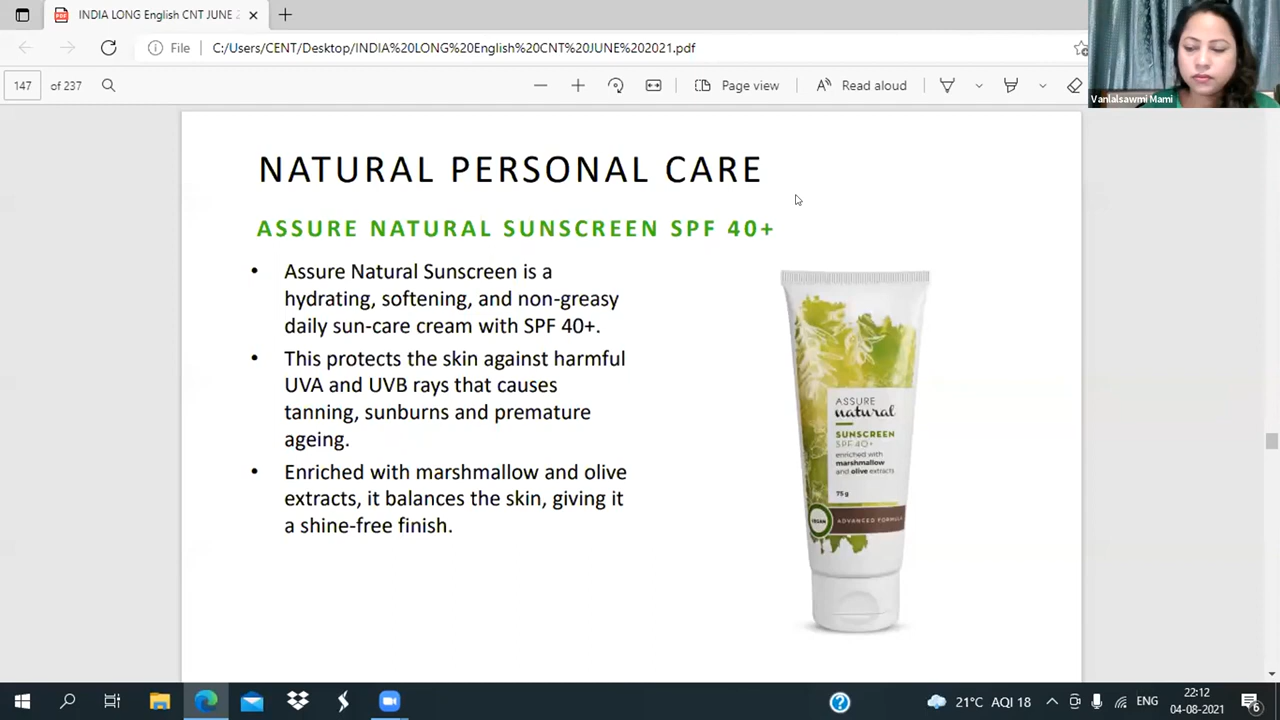 INDIA LONG English CNT JUNE 2
File
C:/Users/CENT/Desktop/INDIA%20LONG%20English%20CNT%20JUNE%202021.pdf
147 of 237
Page view
Read aloud
Vanlalsawmi Mami
NATURAL PERSONAL CARE
ASSURE NATURAL SUNSCREEN SPF 40+
• Assure Natural Sunscreen is a
hydrating, softening, and non-greasy
daily sun-care cream with SPF 40+.
• This protects the skin against harmful
UVA and UVB rays that causes
tanning, sunburns and premature
ageing.
• Enriched with marshmallow and olive
extracts, it balances the skin, giving it
a shine-free finish.
ASSURE
natural
SUNSCREEN
SPF 40+
enriched with
marshmallow
and olive extracts
75 g
VEGAN
ADVANCED FORMULA
21°C AQI 18
ENG
22:12
04-08-2021
6